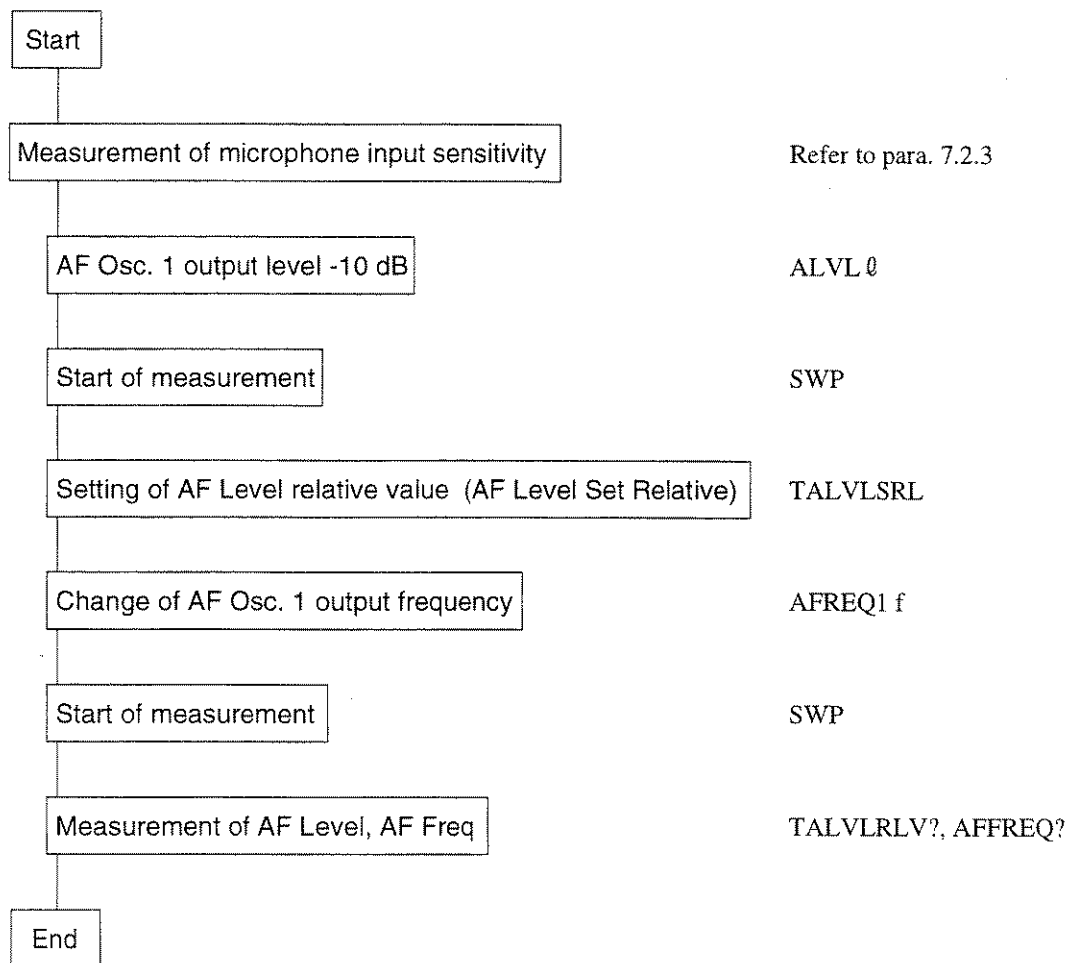 Start
Measurement of microphone input sensitivity Refer to para. 7.2.3
AF Osc. 1 output level -10 dB ALVL ℓ
Start of measurement SWP
Setting of AF Level relative value (AF Level Set Relative) TALVLSRL
Change of AF Osc. 1 output frequency AFREQ1 f
Start of measurement SWP
Measurement of AF Level, AF Freq TALVLRLV?, AFFREQ?
End